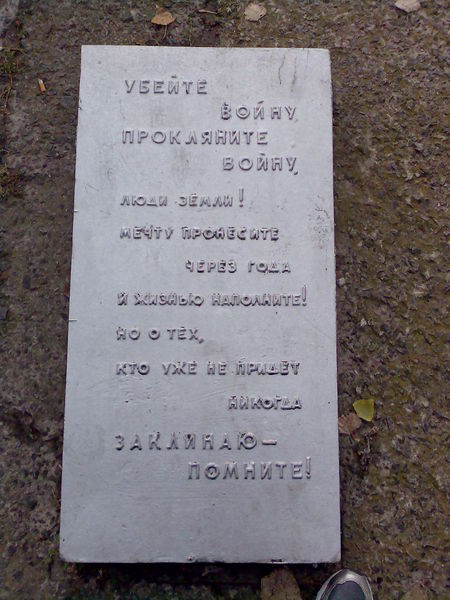 УБЕЙТЕ
ВОЙНУ,
ПРОКЛЯНИТЕ
ВОЙНУ,
ЛЮДИ ЗЕМЛИ!
МЕЧТУ ПРОНЕСИТЕ
ЧЕРЕЗ ГОДА
И ЖИЗНЬЮ НАПОЛНИТЕ!
НО О ТЕХ,
КТО УЖЕ НЕ ПРИДЁТ
НИКОГДА
ЗАКЛИНАЮ—
ПОМНИТЕ!